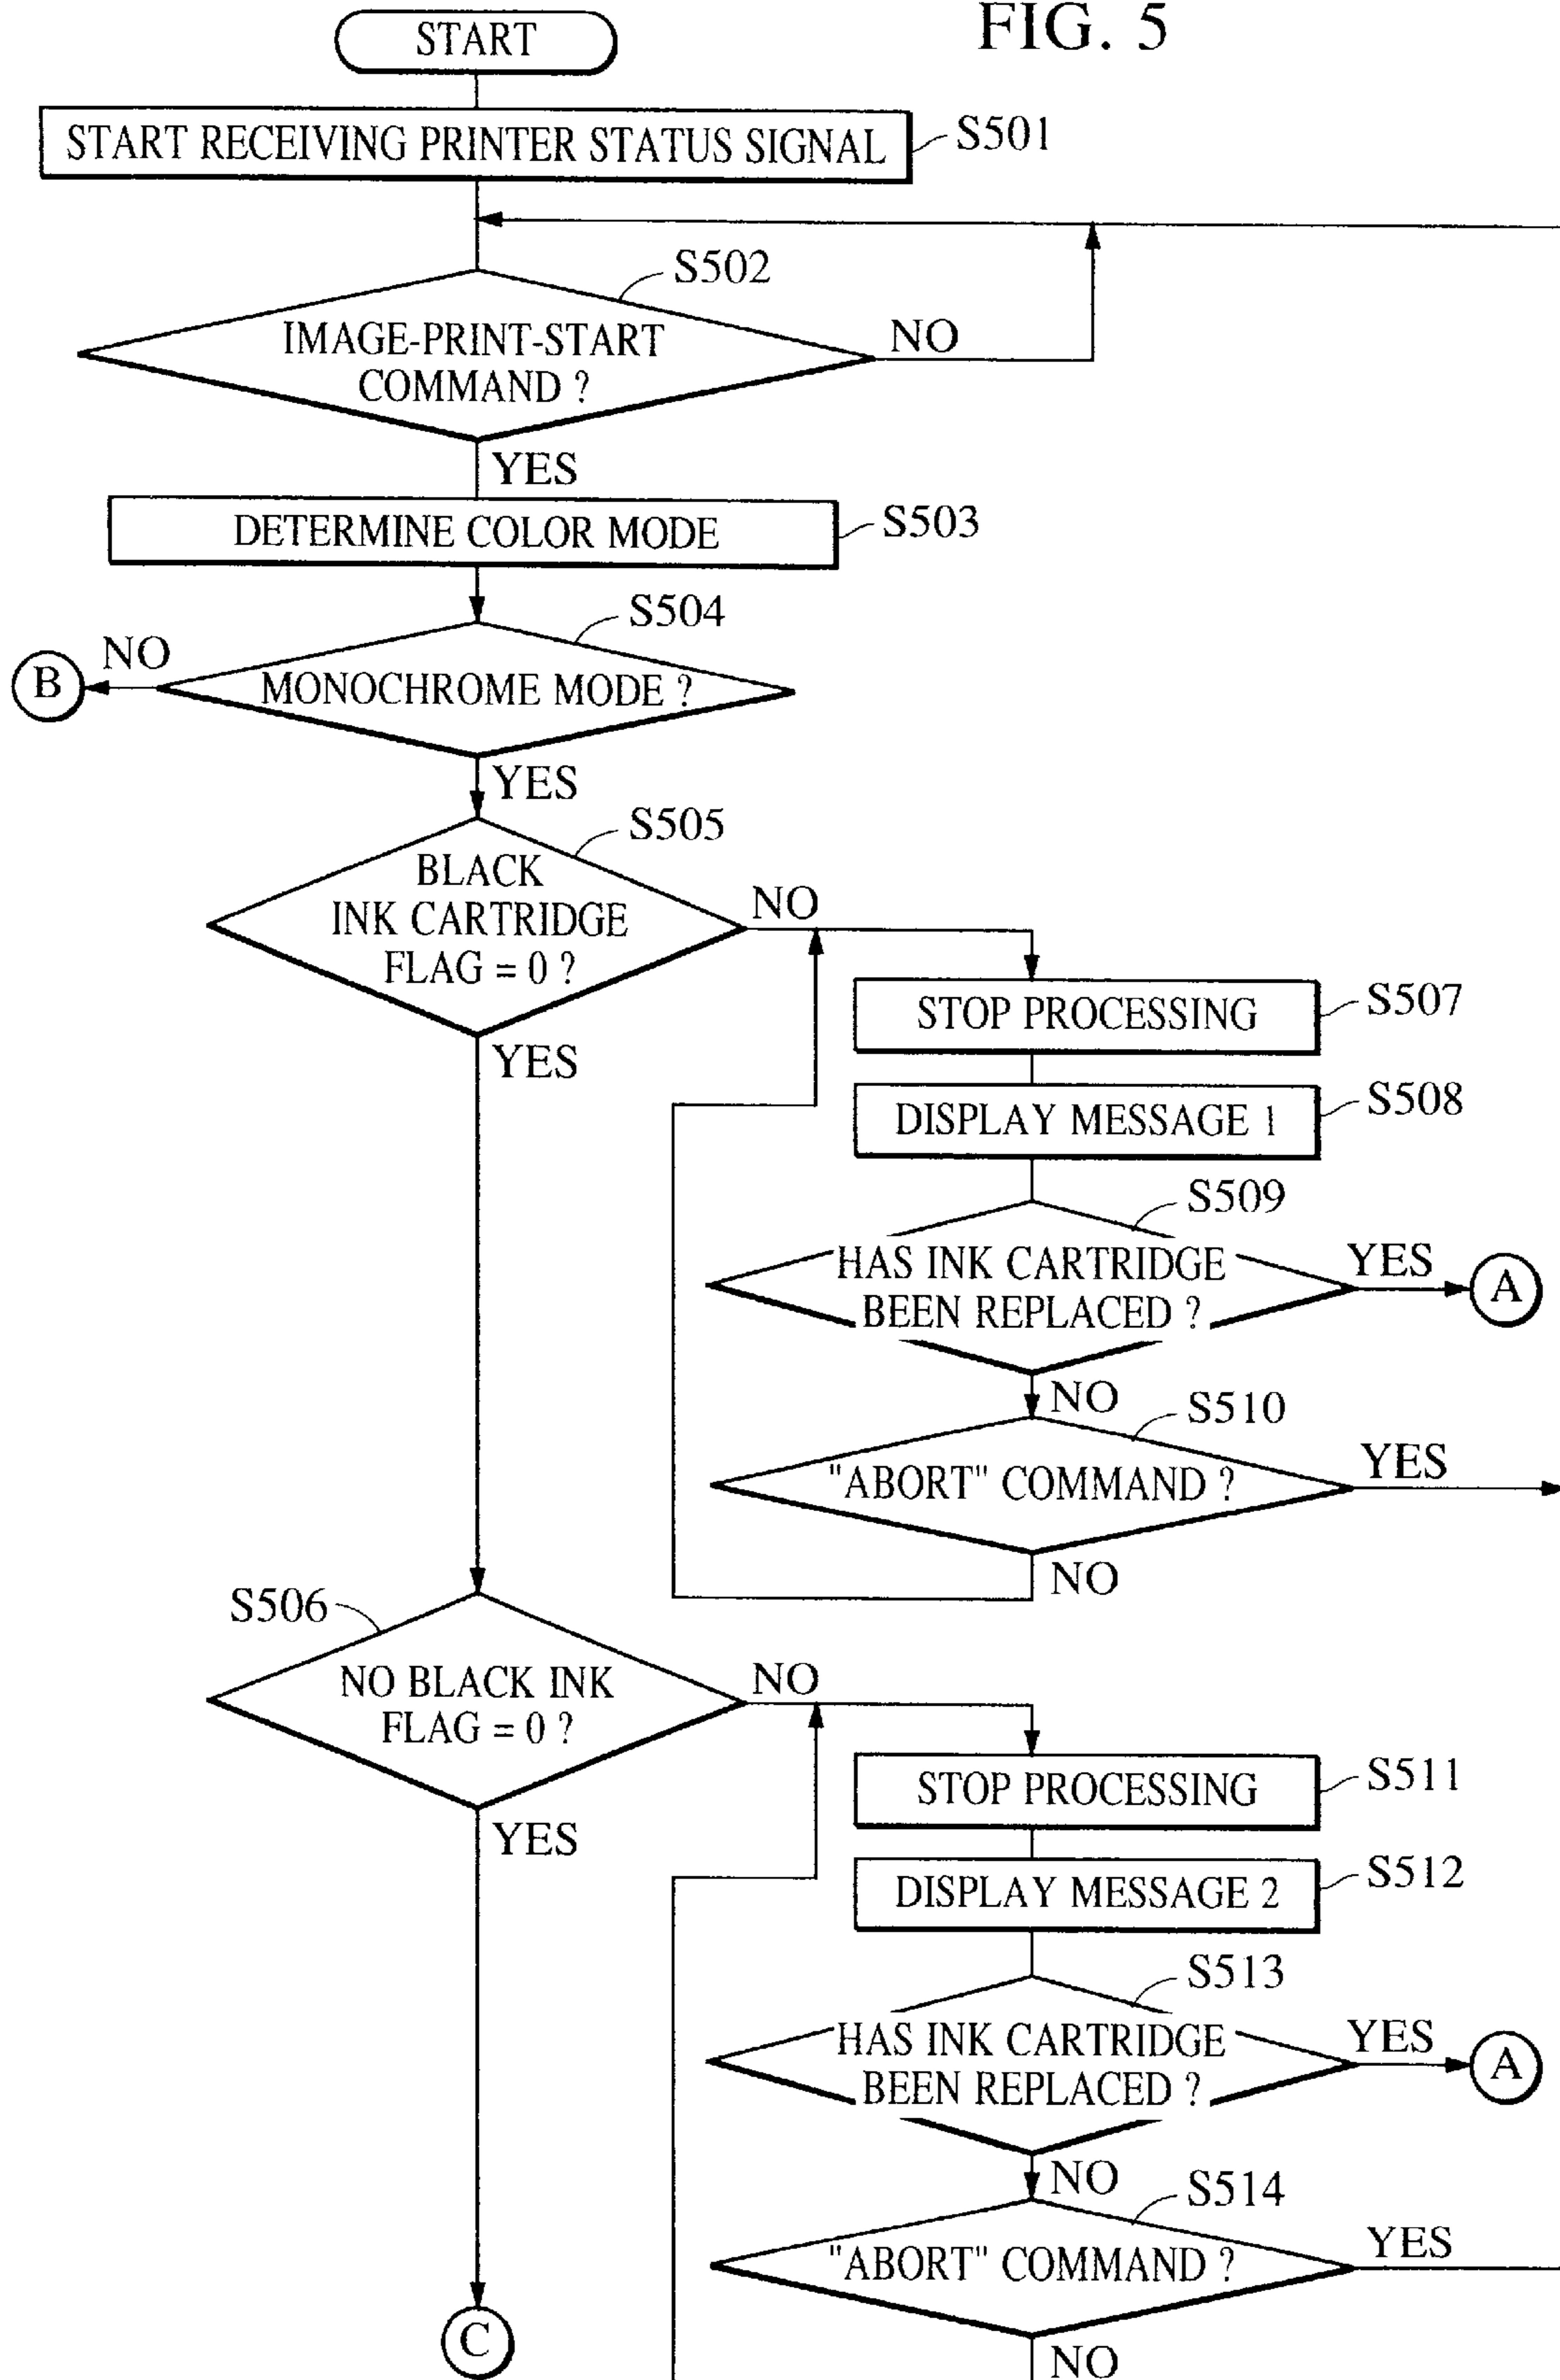 FIG. 5
START
START RECEIVING PRINTER STATUS SIGNAL
S501
S502
IMAGE-PRINT-START
COMMAND ?
NO
YES
DETERMINE COLOR MODE
S503
S504
MONOCHROME MODE ?
NO
B
YES
S505
BLACK
INK CARTRIDGE
FLAG = 0 ?
NO
YES
STOP PROCESSING
S507
DISPLAY MESSAGE 1
S508
S509
HAS INK CARTRIDGE
BEEN REPLACED ?
YES
A
NO
S510
"ABORT" COMMAND ?
YES
NO
S506
NO BLACK INK
FLAG = 0 ?
NO
YES
STOP PROCESSING
S511
DISPLAY MESSAGE 2
S512
S513
HAS INK CARTRIDGE
BEEN REPLACED ?
YES
A
NO
S514
"ABORT" COMMAND ?
YES
NO
C